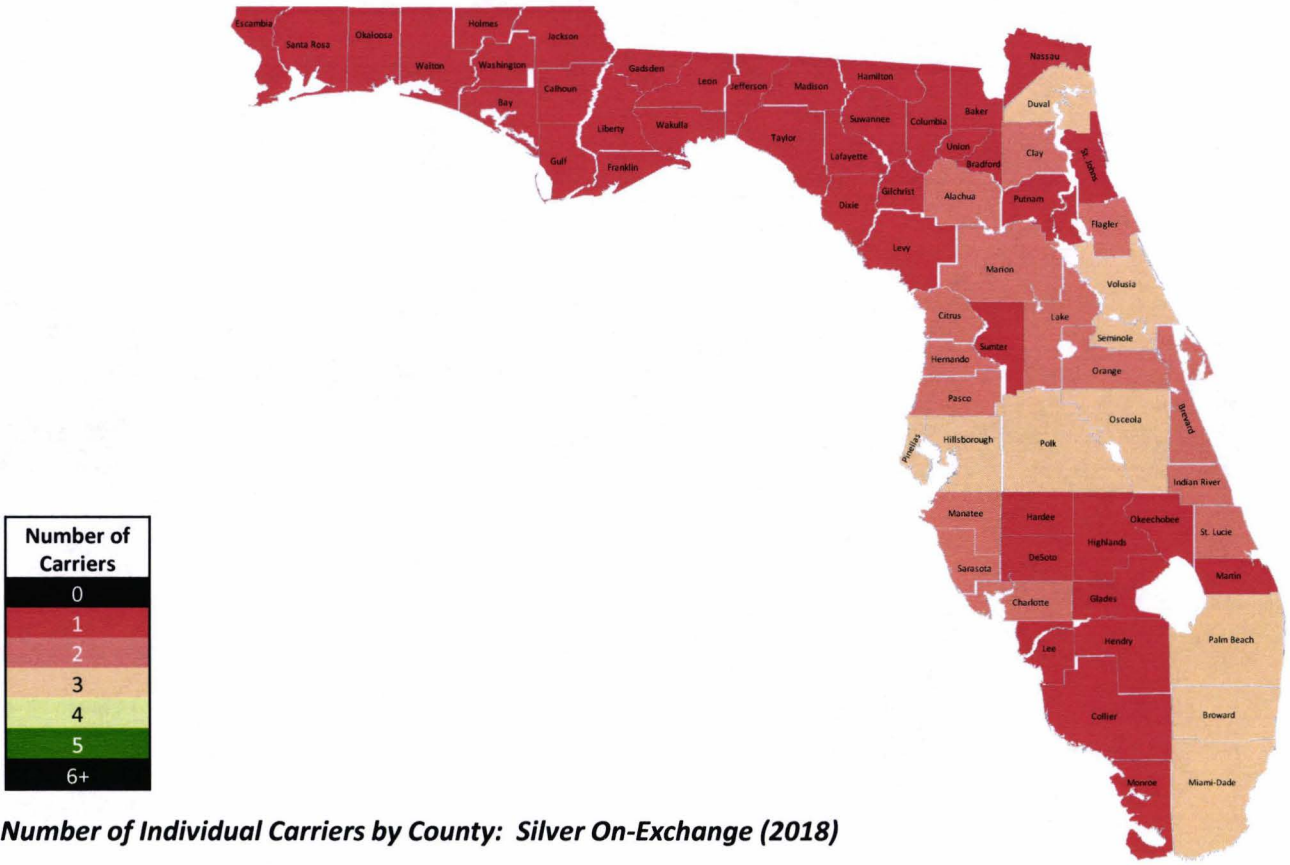 Escambia
Santa Rosa
Okaloosa
Walton
Holmes
Washington
Jackson
Bay
Calhoun
Gulf
Gadsden
Liberty
Franklin
Leon
Wakulla
Jefferson
Madison
Taylor
Hamilton
Suwannee
Lafayette
Dixie
Columbia
Gilchrist
Levy
Baker
Union
Bradford
Nassau
Duval
Clay
St. Johns
Alachua
Putnam
Flagler
Marion
Volusia
Citrus
Sumter
Lake
Seminole
Hernando
Orange
Pasco
Brevard
Osceola
Pinellas
Hillsborough
Polk
Indian River
Manatee
Hardee
Okeechobee
St. Lucie
Highlands
DeSoto
Sarasota
Martin
Charlotte
Glades
Lee
Hendry
Palm Beach
Collier
Broward
Monroe
Miami-Dade
Number of
Carriers
0
1
2
3
4
5
6+
Number of Individual Carriers by County: Silver On-Exchange (2018)